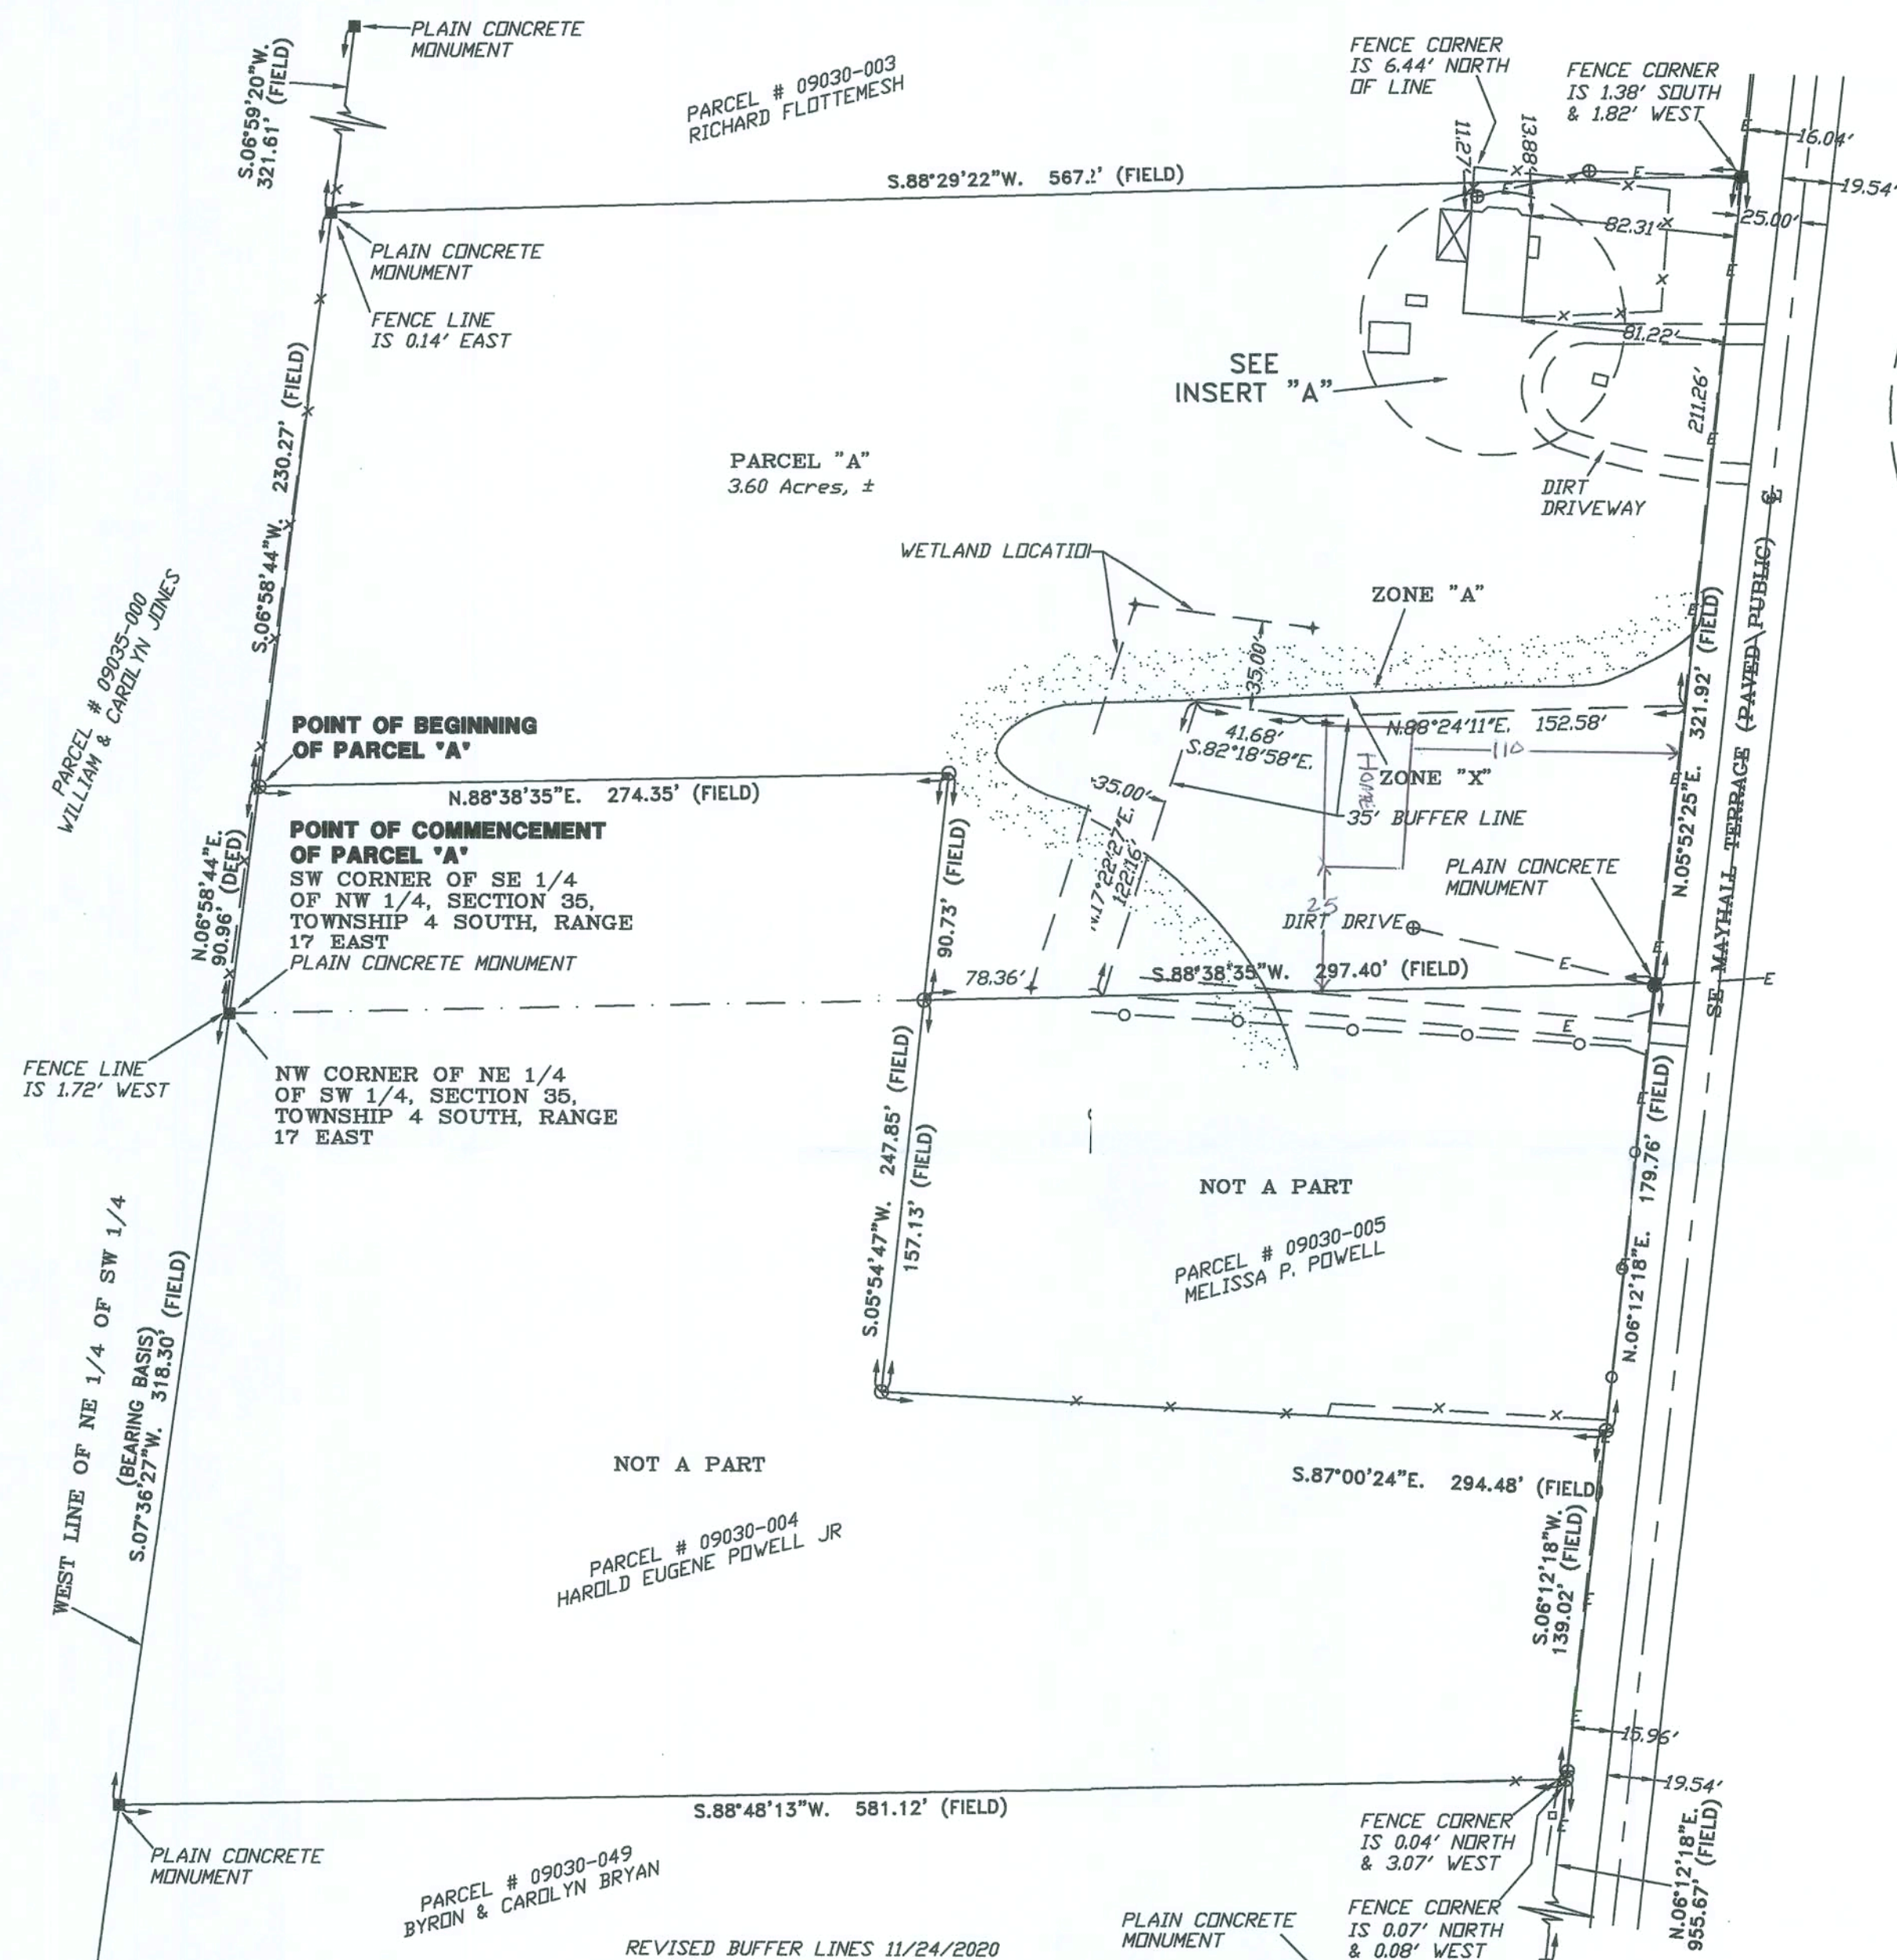 PLAIN CONCRETE
MONUMENT
S.06°59'20"W.
321.61' (FIELD)
PARCEL # 09030-003
RICHARD FLOTTEMESH
FENCE CORNER
IS 6.44' NORTH
OF LINE
FENCE CORNER
IS 1.38' SOUTH
& 1.82' WEST
16.04'
19.54'
11.27'
13.88'
S.88°29'22"W. 567. ' (FIELD)
82.31'
25.00'
PLAIN CONCRETE
MONUMENT
FENCE LINE
IS 0.14' EAST
81.22'
SEE
INSERT "A"
211.26'
S.06°58'44"W. 230.27' (FIELD)
PARCEL "A"
3.60 Acres, ±
DIRT
DRIVEWAY
WETLAND LOCATIO
ZONE "A"
PARCEL # 09035-000
WILLIAM & CAROLYN JONES
35.00'
POINT OF BEGINNING
OF PARCEL "A"
41.68'
S.82°18'58"E.
N.88°24'11"E. 152.58'
110
HOME
ZONE "X"
35' BUFFER LINE
N.05°52'25"E. 321.92' (FIELD)
SE MAYHALL TERRACE (PAVED\PUBLIC)
N.88°38'35"E. 274.35' (FIELD)
35.00'
N.17°22'27"E.
122.16'
N.06°58'44"E.
90.96' (DEED)
POINT OF COMMENCEMENT
OF PARCEL "A"
SW CORNER OF SE 1/4
OF NW 1/4, SECTION 35,
TOWNSHIP 4 SOUTH, RANGE
17 EAST
PLAIN CONCRETE MONUMENT
90.73' (FIELD)
PLAIN CONCRETE
MONUMENT
25
DIRT DRIVE
78.36'
S.88°38'35"W. 297.40' (FIELD)
E
FENCE LINE
IS 1.72' WEST
NW CORNER OF NE 1/4
OF SW 1/4, SECTION 35,
TOWNSHIP 4 SOUTH, RANGE
17 EAST
S.05°54'47"W. 247.85' (FIELD)
157.13' (FIELD)
NOT A PART
PARCEL # 09030-005
MELISSA P. POWELL
N.06°12'18"E. 179.76' (FIELD)
WEST LINE OF NE 1/4 OF SW 1/4
(BEARING BASIS)
S.07°36'27"W. 318.30' (FIELD)
NOT A PART
PARCEL # 09030-004
HAROLD EUGENE POWELL JR
S.87°00'24"E. 294.48' (FIELD)
S.06°12'18"W.
139.02' (FIELD)
15.96'
19.54'
S.88°48'13"W. 581.12' (FIELD)
PLAIN CONCRETE
MONUMENT
PARCEL # 09030-049
BYRON & CAROLYN BRYAN
FENCE CORNER
IS 0.04' NORTH
& 3.07' WEST
N.06°12'18"E.
955.67' (FIELD)
FENCE CORNER
IS 0.07' NORTH
& 0.08' WEST
PLAIN CONCRETE
MONUMENT
REVISED BUFFER LINES 11/24/2020